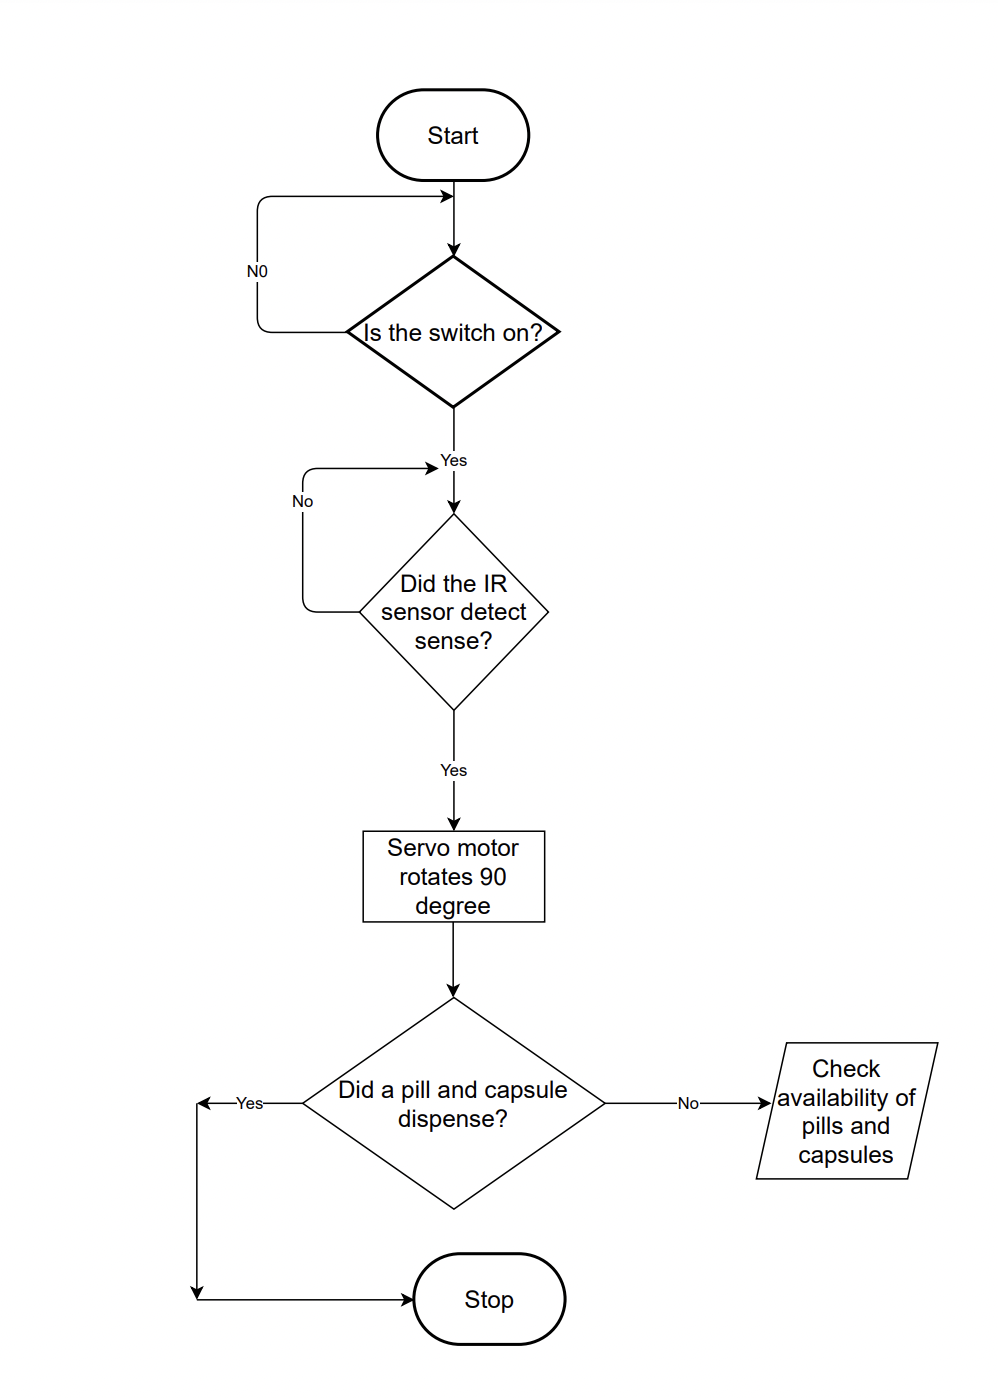 Start
N0
Is the switch on?
Yes
No
Did the IR
sensor detect
sense?
Yes
Servo motor
rotates 90
degree
Did a pill and capsule
dispense?
Yes
No
Check
availability of
pills and
capsules
Stop